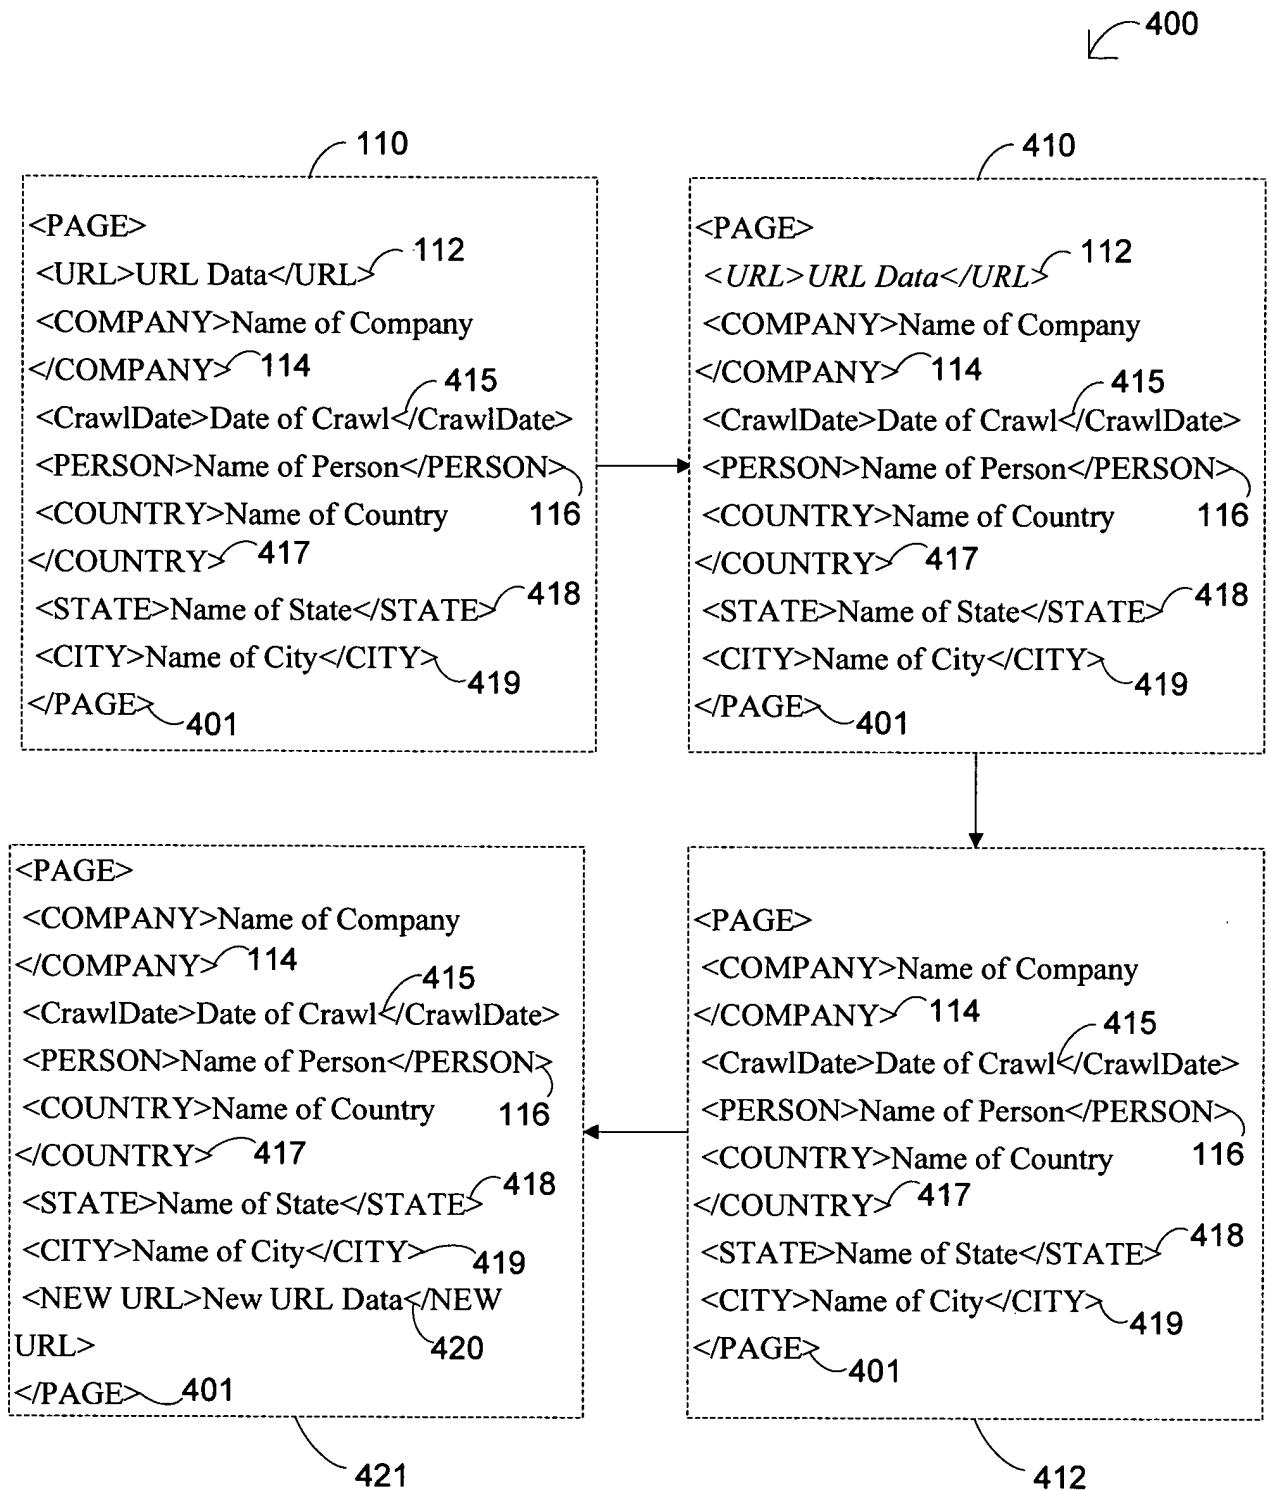 400
110
<PAGE>
<URL>URL Data</URL> 112
<COMPANY>Name of Company
</COMPANY> 114
415
<CrawlDate>Date of Crawl</CrawlDate>
<PERSON>Name of Person</PERSON>
<COUNTRY>Name of Country 116
</COUNTRY> 417
<STATE>Name of State</STATE> 418
<CITY>Name of City</CITY> 419
</PAGE> 401
410
<PAGE>
<URL>URL Data</URL> 112
<COMPANY>Name of Company
</COMPANY> 114
415
<CrawlDate>Date of Crawl</CrawlDate>
<PERSON>Name of Person</PERSON>
<COUNTRY>Name of Country 116
</COUNTRY> 417
<STATE>Name of State</STATE> 418
<CITY>Name of City</CITY> 419
</PAGE> 401
<PAGE>
<COMPANY>Name of Company
</COMPANY> 114
415
<CrawlDate>Date of Crawl</CrawlDate>
<PERSON>Name of Person</PERSON>
<COUNTRY>Name of Country 116
</COUNTRY> 417
<STATE>Name of State</STATE> 418
<CITY>Name of City</CITY> 419
<NEW URL>New URL Data</NEW
URL> 420
</PAGE> 401
421
<PAGE>
<COMPANY>Name of Company
</COMPANY> 114
415
<CrawlDate>Date of Crawl</CrawlDate>
<PERSON>Name of Person</PERSON>
<COUNTRY>Name of Country 116
</COUNTRY> 417
<STATE>Name of State</STATE> 418
<CITY>Name of City</CITY> 419
</PAGE> 401
412